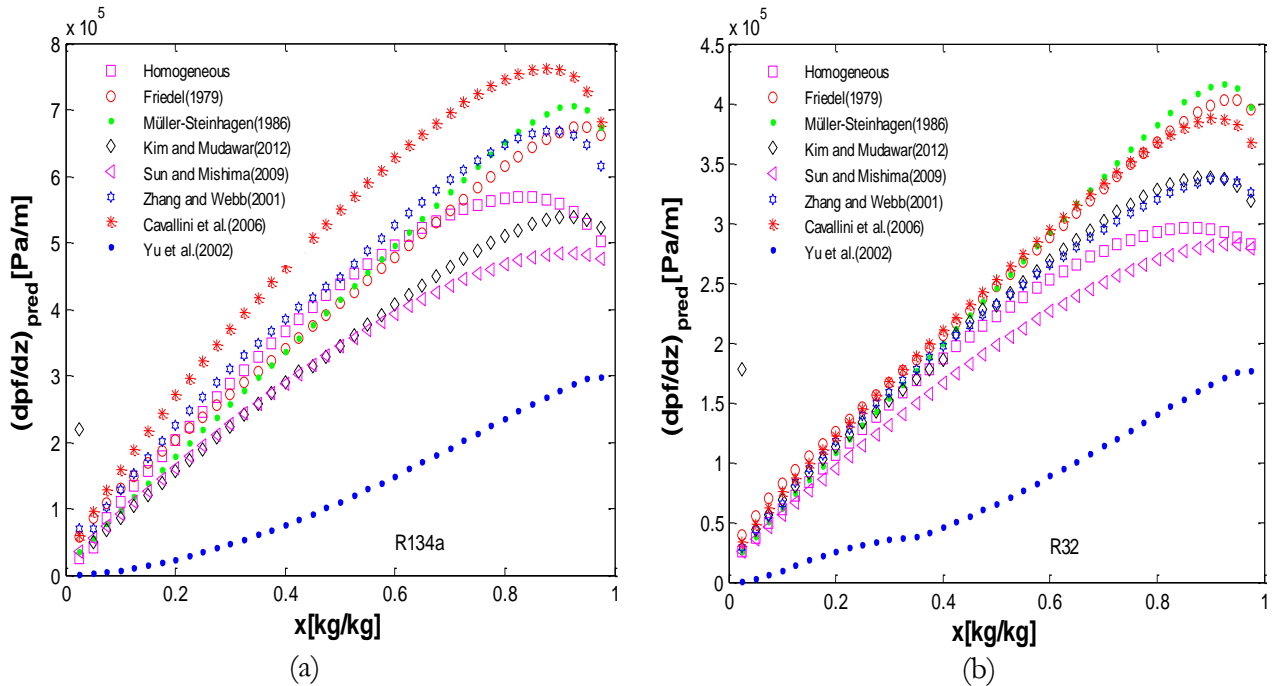 x 10^5
8
7
6
5
4
3
2
1
0
(dpf/dz)_pred[Pa/m]
Homogeneous
Friedel(1979)
Müller-Steinhagen(1986)
Kim and Mudawar(2012)
Sun and Mishima(2009)
Zhang and Webb(2001)
Cavallini et al.(2006)
Yu et al.(2002)
R134a
0 0.2 0.4 0.6 0.8 1
x[kg/kg]
(a)
x 10^5
4.5
4
3.5
3
2.5
2
1.5
1
0.5
0
(dpf/dz)_pred[Pa/m]
Homogeneous
Friedel(1979)
Müller-Steinhagen(1986)
Kim and Mudawar(2012)
Sun and Mishima(2009)
Zhang and Webb(2001)
Cavallini et al.(2006)
Yu et al.(2002)
R32
0 0.2 0.4 0.6 0.8 1
x[kg/kg]
(b)